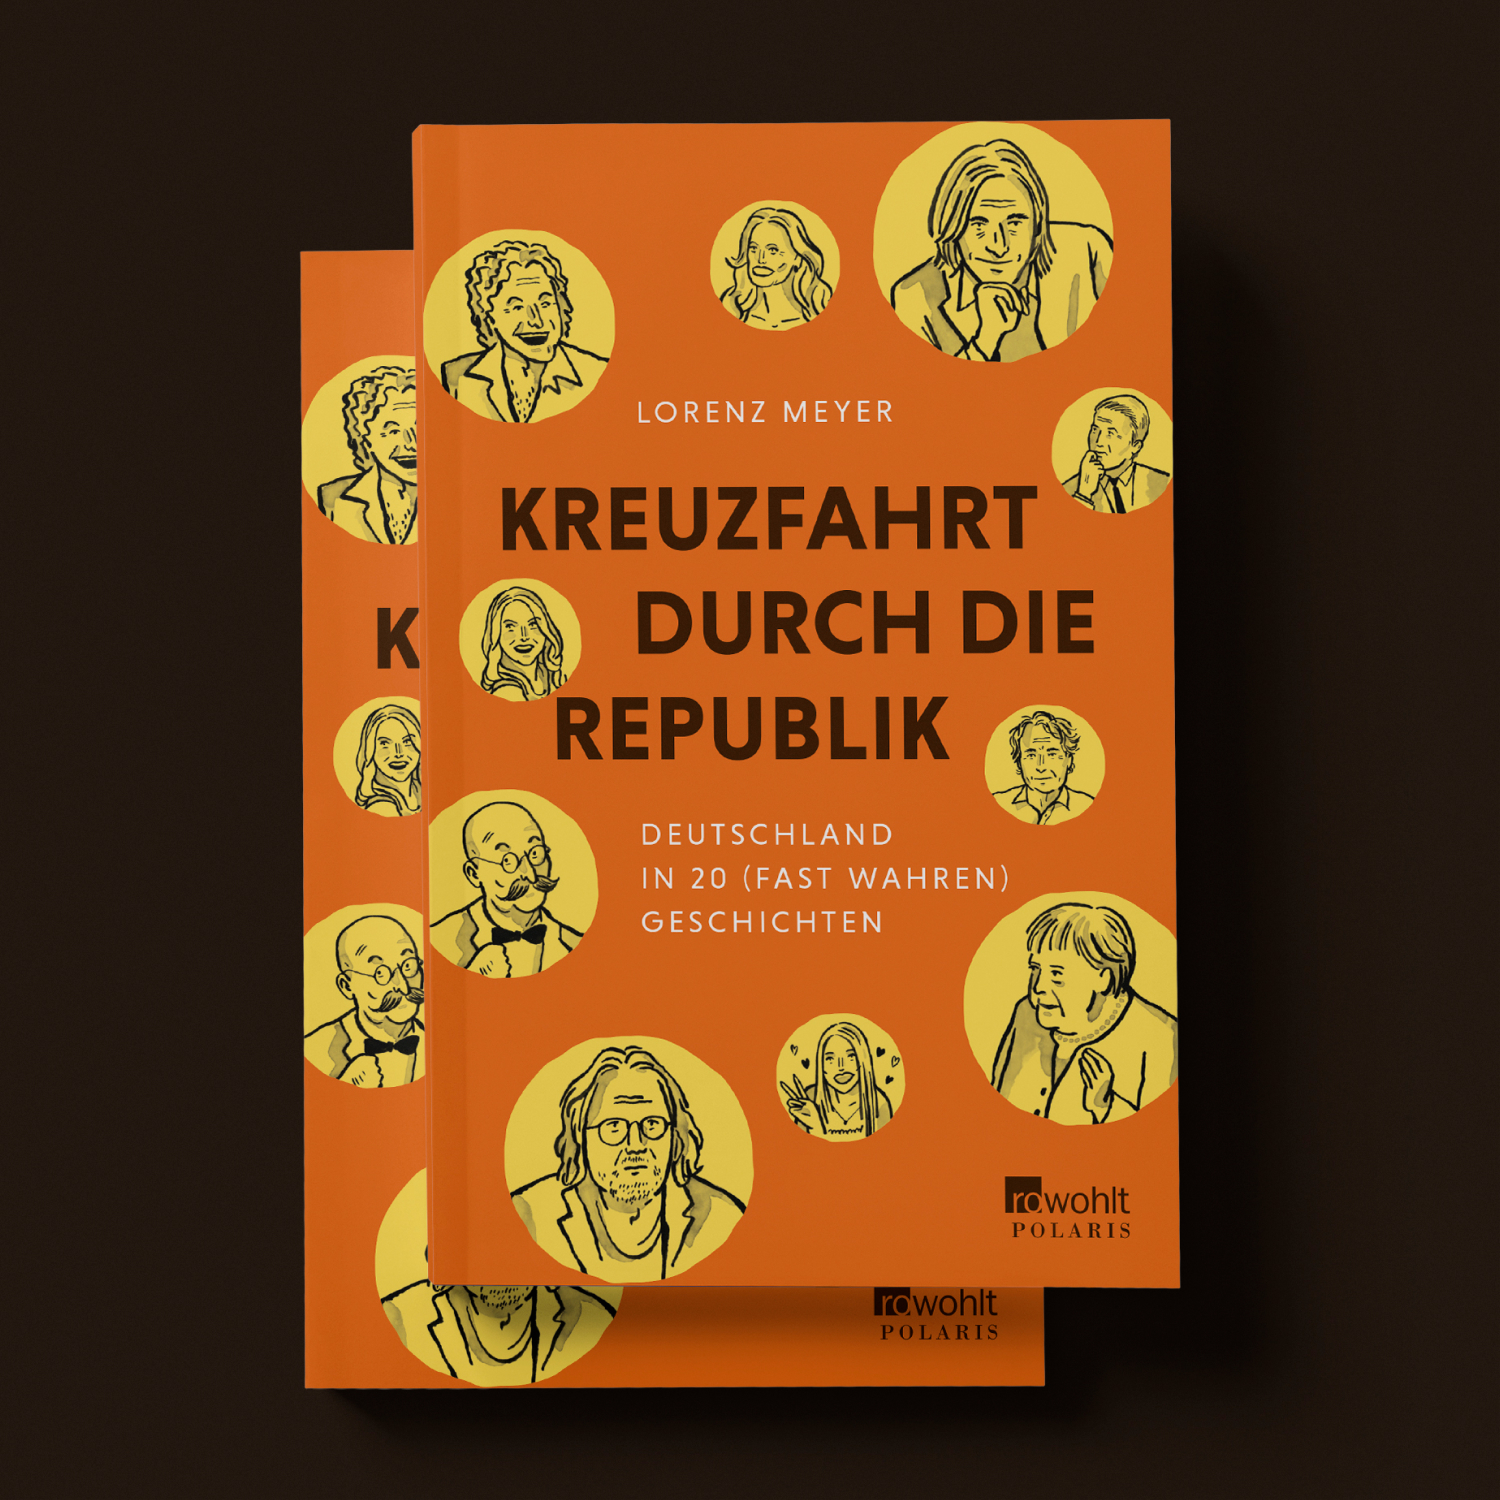 LORENZ MEYER
KREUZFAHRT
DURCH DIE
REPUBLIK
DEUTSCHLAND
IN 20 (FAST WAHREN)
GESCHICHTEN
rowohlt
POLARIS
K
rowohlt
POLARIS